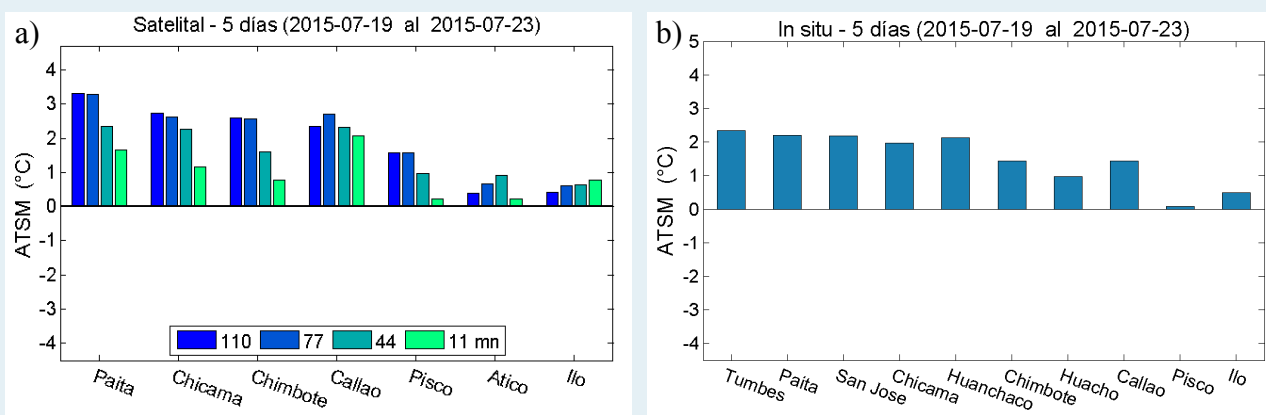 a)
Satelital - 5 días (2015-07-19 al 2015-07-23)
ATSM (°C)
4
3
2
1
0
-1
-2
-3
-4
110 77 44 11 mn
Paita Chicama Chimbote Callao Pisco Atico Ilo
b)
In situ - 5 días (2015-07-19 al 2015-07-23)
ATSM (°C)
5
4
3
2
1
0
-1
-2
-3
-4
Tumbes Paita San Jose Chicama Huanchaco Chimbote Huacho Callao Pisco Ilo